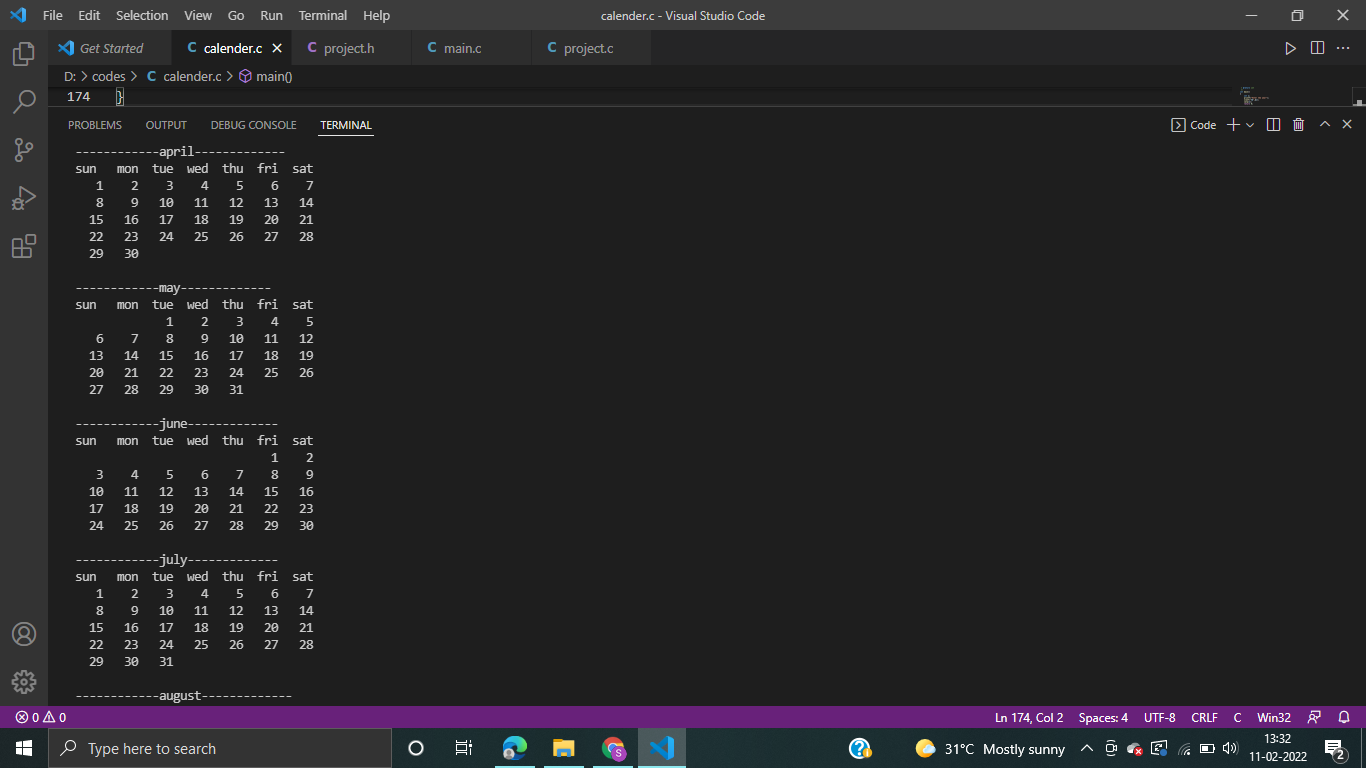 File Edit Selection View Go Run Terminal Help calender.c - Visual Studio Code
Get Started C calender.c C project.h C main.c C project.c
D: > codes > C calender.c > main()
174 }
PROBLEMS OUTPUT DEBUG CONSOLE TERMINAL Code
------------april-------------
sun mon tue wed thu fri sat
1 2 3 4 5 6 7
8 9 10 11 12 13 14
15 16 17 18 19 20 21
22 23 24 25 26 27 28
29 30
------------may-------------
sun mon tue wed thu fri sat
1 2 3 4 5
6 7 8 9 10 11 12
13 14 15 16 17 18 19
20 21 22 23 24 25 26
27 28 29 30 31
------------june-------------
sun mon tue wed thu fri sat
1 2
3 4 5 6 7 8 9
10 11 12 13 14 15 16
17 18 19 20 21 22 23
24 25 26 27 28 29 30
------------july-------------
sun mon tue wed thu fri sat
1 2 3 4 5 6 7
8 9 10 11 12 13 14
15 16 17 18 19 20 21
22 23 24 25 26 27 28
29 30 31
------------august-------------
0 0 Ln 174, Col 2 Spaces: 4 UTF-8 CRLF C Win32
Type here to search S 31°C Mostly sunny 13:32
11-02-2022 2